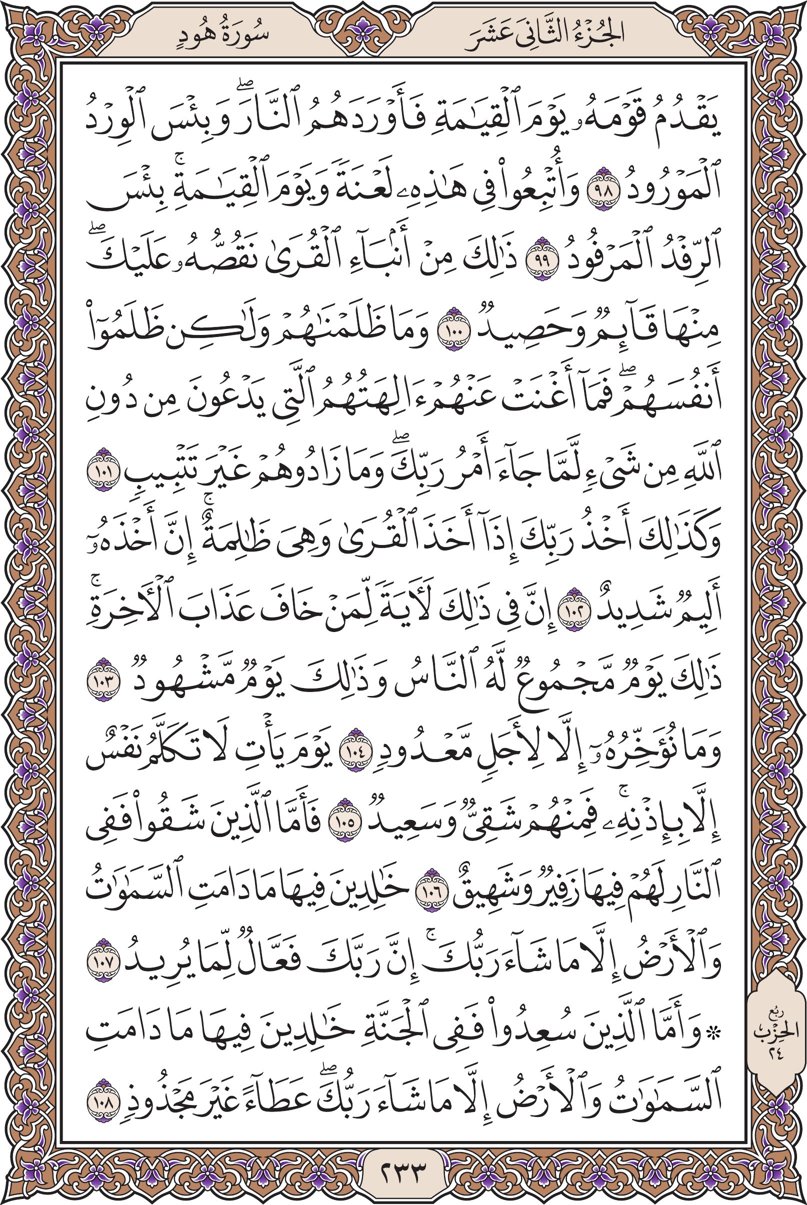 الجُزْءُ الثَّانِىَ عَشَرَ
سُورَةُ هُودٍ
يَقۡدُمُ قَوۡمَهُۥ يَوۡمَ ٱلۡقِيَٰمَةِ فَأَوۡرَدَهُمُ ٱلنَّارَۖ وَبِئۡسَ ٱلۡوِرۡدُ
ٱلۡمَوۡرُودُ ٩٨ وَأُتۡبِعُواْ فِي هَٰذِهِۦ لَعۡنَةٗ وَيَوۡمَ ٱلۡقِيَٰمَةِۚ بِئۡسَ
ٱلرِّفۡدُ ٱلۡمَرۡفُودُ ٩٩ ذَٰلِكَ مِنۡ أَنۢبَآءِ ٱلۡقُرَىٰ نَقُصُّهُۥ عَلَيۡكَۖ
مِنۡهَا قَآئِمٞ وَحَصِيدٞ ١٠٠ وَمَا ظَلَمۡنَٰهُمۡ وَلَٰكِن ظَلَمُوٓاْ
أَنفُسَهُمۡۖ فَمَآ أَغۡنَتۡ عَنۡهُمۡ ءَالِهَتُهُمُ ٱلَّتِي يَدۡعُونَ مِن دُونِ
ٱللَّهِ مِن شَيۡءٖ لَّمَّا جَآءَ أَمۡرُ رَبِّكَۖ وَمَا زَادُوهُمۡ غَيۡرَ تَتۡبِيبٖ ١٠١
وَكَذَٰلِكَ أَخۡذُ رَبِّكَ إِذَآ أَخَذَ ٱلۡقُرَىٰ وَهِيَ ظَٰلِمَةٌۚ إِنَّ أَخۡذَهُۥٓ
أَلِيمٞ شَدِيدٌ ١٠٢ إِنَّ فِي ذَٰلِكَ لَأٓيَةٗ لِّمَنۡ خَافَ عَذَابَ ٱلۡأٓخِرَةِۚ
ذَٰلِكَ يَوۡمٞ مَّجۡمُوعٞ لَّهُ ٱلنَّاسُ وَذَٰلِكَ يَوۡمٞ مَّشۡهُودٞ ١٠٣
وَمَا نُؤَخِّرُهُۥٓ إِلَّا لِأَجَلٖ مَّعۡدُودٖ ١٠٤ يَوۡمَ يَأۡتِ لَا تَكَلَّمُ نَفۡسٌ
إِلَّا بِإِذۡنِهِۦۚ فَمِنۡهُمۡ شَقِيّٞ وَسَعِيدٞ ١٠٥ فَأَمَّا ٱلَّذِينَ شَقُواْ فَفِي
ٱلنَّارِ لَهُمۡ فِيهَا زَفِيرٞ وَشَهِيقٌ ١٠٦ خَٰلِدِينَ فِيهَا مَا دَامَتِ ٱلسَّمَٰوَٰتُ
وَٱلۡأَرۡضُ إِلَّا مَا شَآءَ رَبُّكَۚ إِنَّ رَبَّكَ فَعَّالٞ لِّمَا يُرِيدُ ١٠٧
۞ وَأَمَّا ٱلَّذِينَ سُعِدُواْ فَفِي ٱلۡجَنَّةِ خَٰلِدِينَ فِيهَا مَا دَامَتِ
ٱلسَّمَٰوَٰتُ وَٱلۡأَرۡضُ إِلَّا مَا شَآءَ رَبُّكَۖ عَطَآءً غَيۡرَ مَجۡذُوذٖ ١٠٨
رُبع
الحِزْب
٢٤
٢٣٣